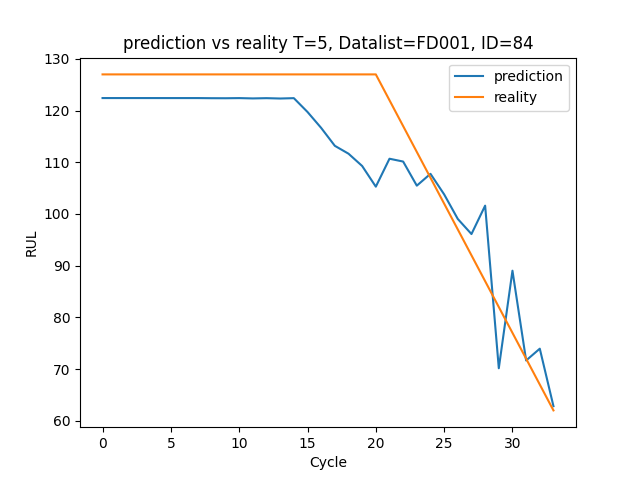 prediction vs reality T=5, Datalist=FD001, ID=84
130
120
110
100
90
80
70
60
RUL
prediction
reality
0 5 10 15 20 25 30
Cycle